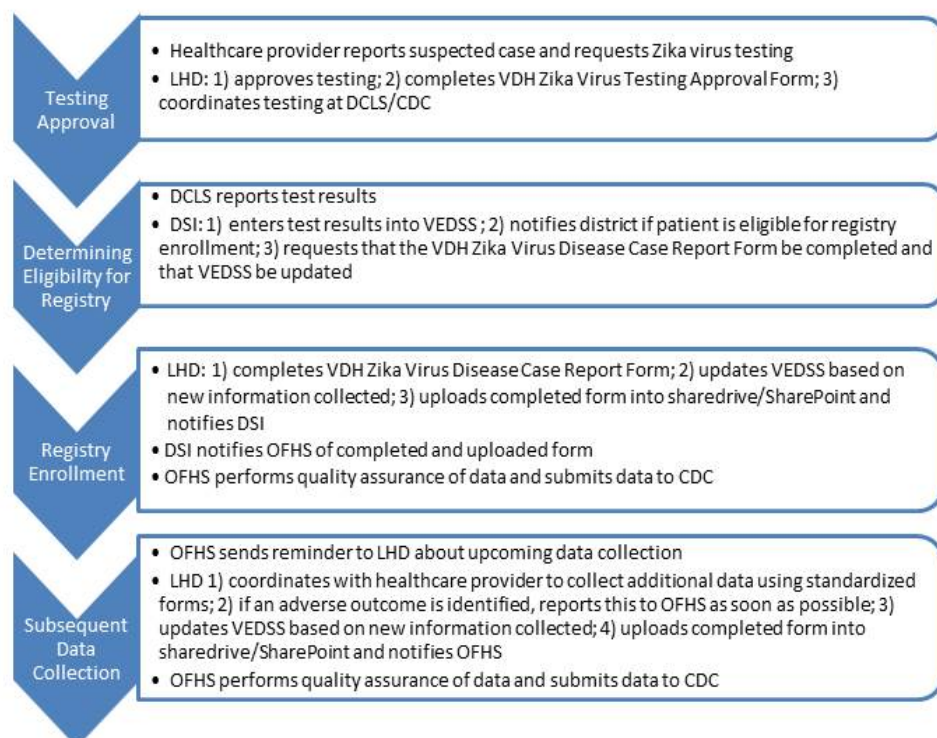 Testing
Approval
• Healthcare provider reports suspected case and requests Zika virus testing
• LHD: 1) approves testing; 2) completes VDH Zika Virus Testing Approval Form; 3)
coordinates testing at DCLS/CDC
Determining
Eligibility for
Registry
• DCLS reports test results
• DSI: 1) enters test results into VEDSS ; 2) notifies district if patient is eligible for registry
enrollment; 3) requests that the VDH Zika Virus Disease Case Report Form be completed and
that VEDSS be updated
Registry
Enrollment
• LHD: 1) completes VDH Zika Virus Disease Case Report Form; 2) updates VEDSS based on
new information collected; 3) uploads completed form into sharedrive/SharePoint and
notifies DSI
• DSI notifies OFHS of completed and uploaded form
• OFHS performs quality assurance of data and submits data to CDC
Subsequent
Data
Collection
• OFHS sends reminder to LHD about upcoming data collection
• LHD 1) coordinates with healthcare provider to collect additional data using standardized
forms; 2) if an adverse outcome is identified, reports this to OFHS as soon as possible; 3)
updates VEDSS based on new information collected; 4) uploads completed form into
sharedrive/SharePoint and notifies OFHS
• OFHS performs quality assurance of data and submits data to CDC